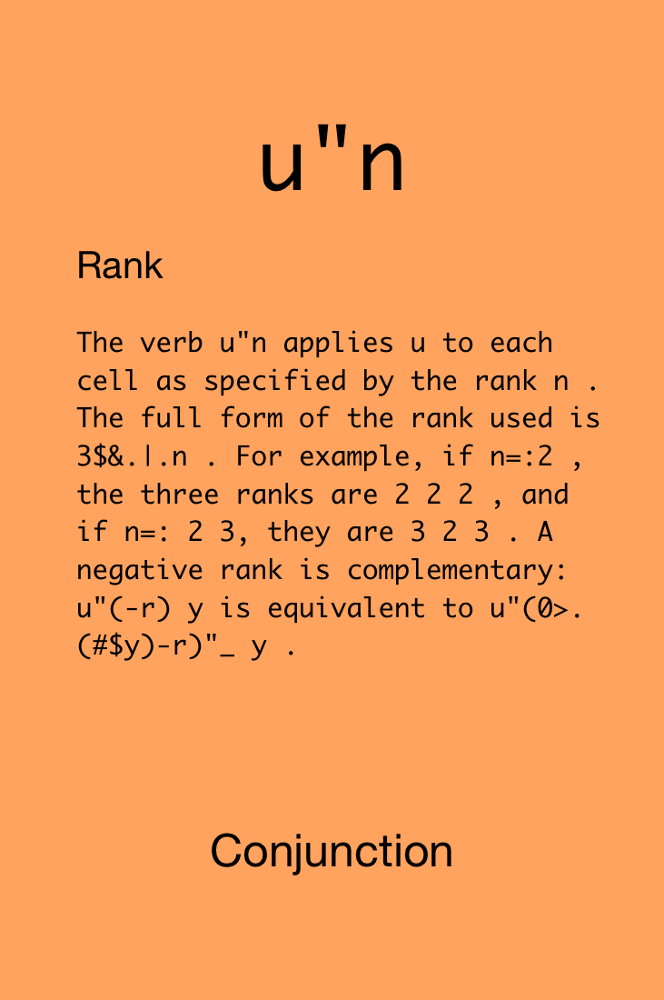 u"n
Rank
The verb u"n applies u to each
cell as specified by the rank n .
The full form of the rank used is
3$&.|.n . For example, if n=:2 ,
the three ranks are 2 2 2 , and
if n=: 2 3, they are 3 2 3 . A
negative rank is complementary:
u"(-r) y is equivalent to u"(0>.
(#$y)-r)"_ y .
Conjunction